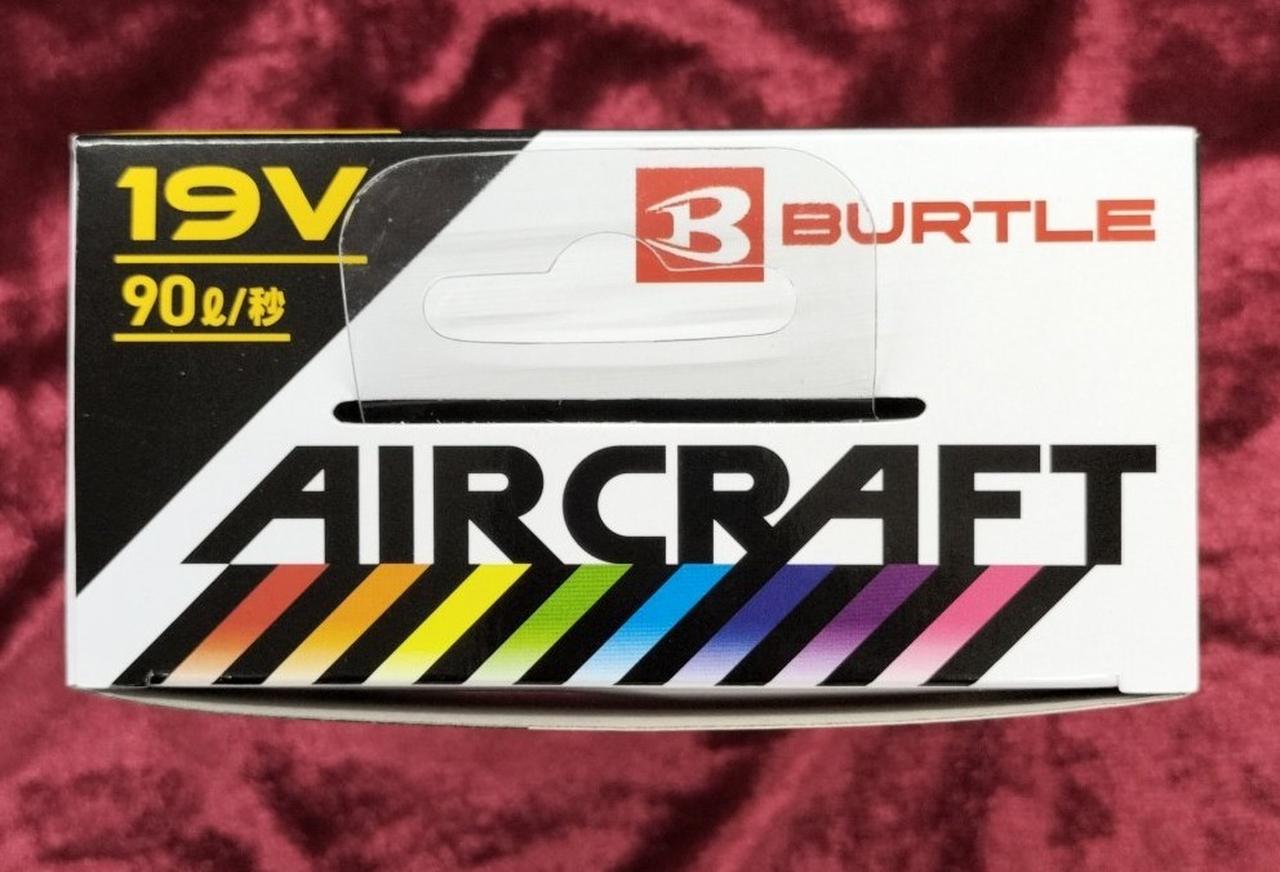 19V
90ℓ/秒
B BURTLE
AIRCRAFT